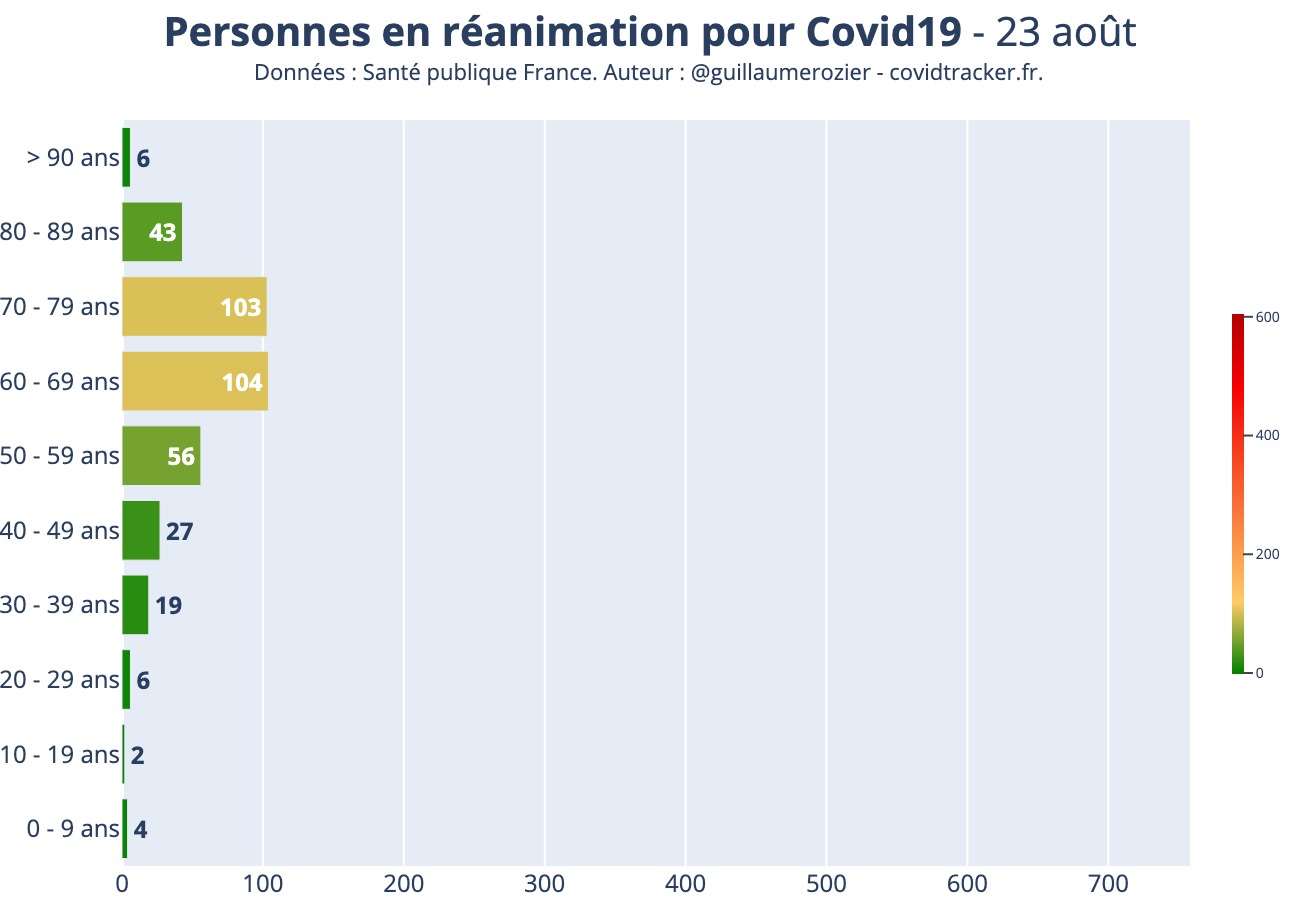 Personnes en réanimation pour Covid19 - 23 août
Données : Santé publique France. Auteur : @guillaumerozier - covidtracker.fr.
> 90 ans 6
80 - 89 ans 43
70 - 79 ans 103
60 - 69 ans 104
50 - 59 ans 56
40 - 49 ans 27
30 - 39 ans 19
20 - 29 ans 6
10 - 19 ans 2
0 - 9 ans 4
0 100 200 300 400 500 600 700
600
400
200
0